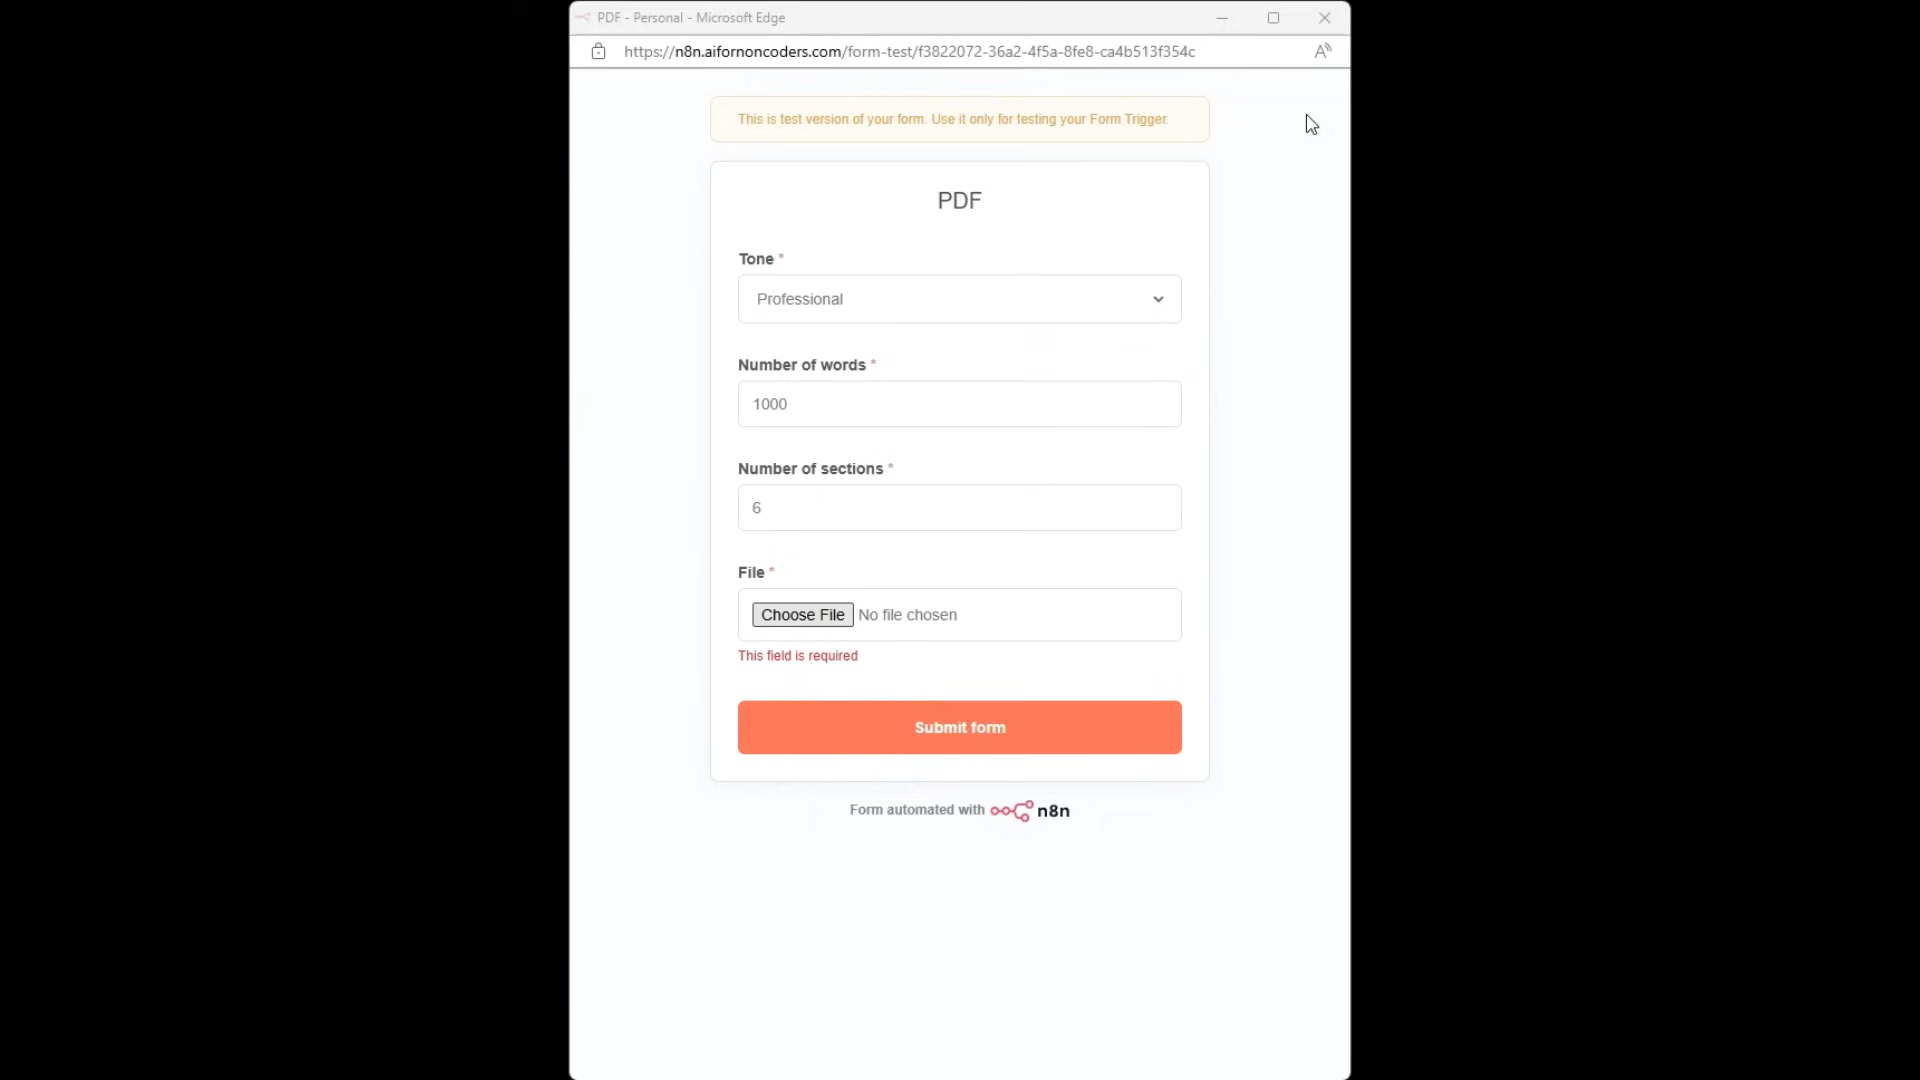 PDF - Personal - Microsoft Edge
https://n8n.aifornoncoders.com/form-test/f3822072-36a2-4f5a-8fe8-ca4b513f354c
This is test version of your form. Use it only for testing your Form Trigger.
PDF
Tone *
Professional
Number of words *
1000
Number of sections *
6
File *
Choose File No file chosen
This field is required
Submit form
Form automated with n8n